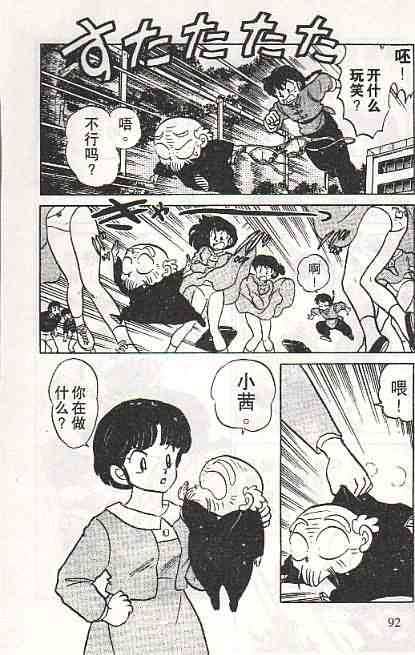 すたたたた
呸！
开什么
玩笑？
唔。
不行吗？
啊——
喂！
小茜。
你在做
什么？
92